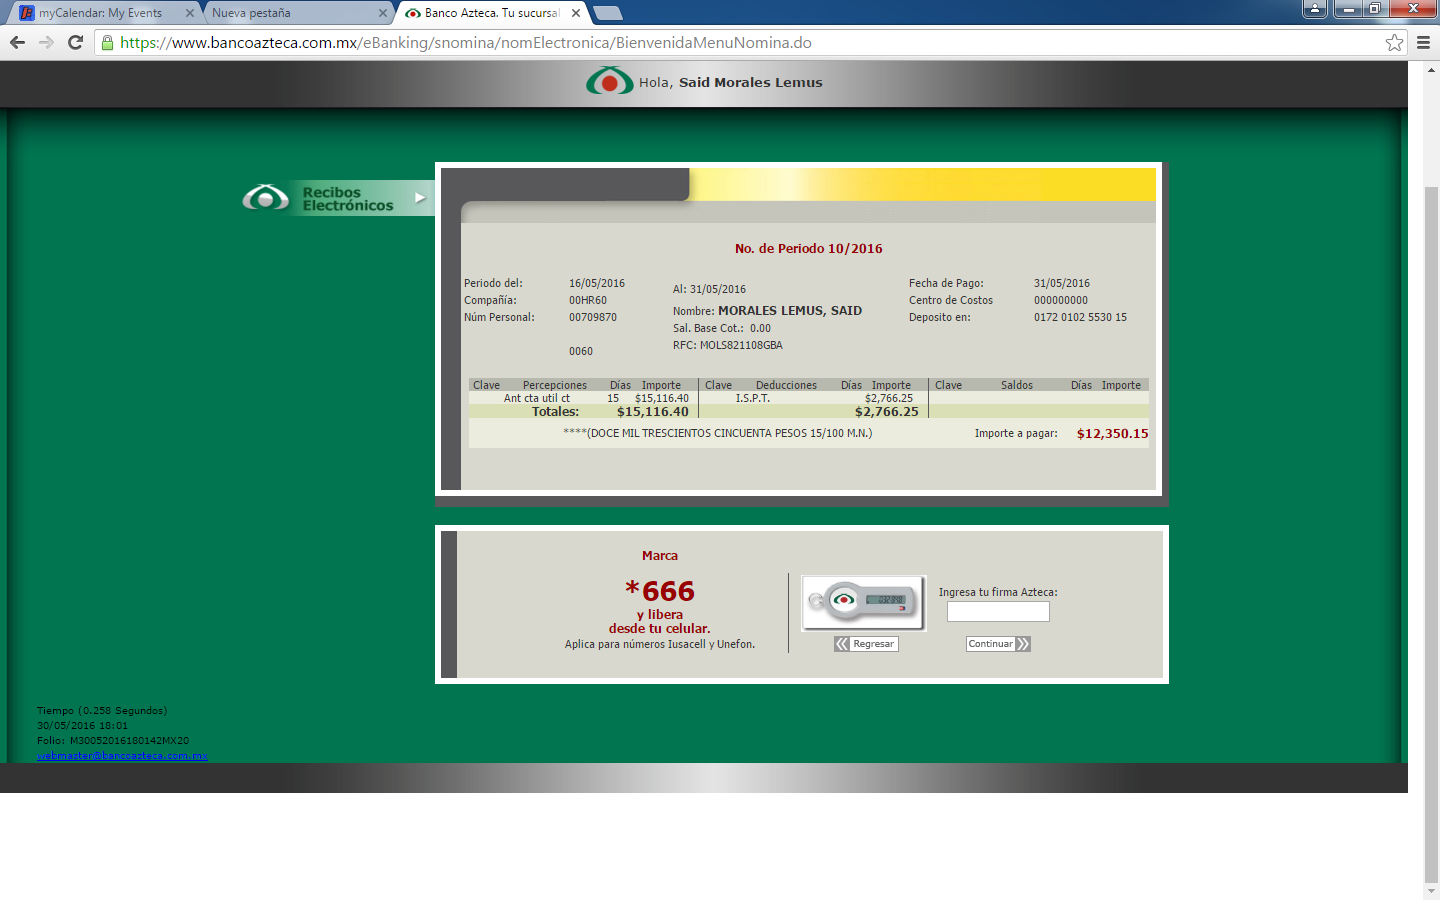 myCalendar: My Events
Nueva pestaña
Banco Azteca. Tu sucursal
https://www.bancoazteca.com.mx/eBanking/snomina/nomElectronica/BienvenidaMenuNomina.do
Hola, Said Morales Lemus
Recibos
Electrónicos
No. de Periodo 10/2016
Periodo del: 16/05/2016 Al: 31/05/2016 Fecha de Pago: 31/05/2016
Compañía: 00HR60 Nombre: MORALES LEMUS, SAID Centro de Costos 000000000
Núm Personal: 00709870 Sal. Base Cot.: 0.00 Deposito en: 0172 0102 5530 15
0060 RFC: MOLS821108GBA
Clave Percepciones Días Importe Clave Deducciones Días Importe Clave Saldos Días Importe
Ant cta util ct 15 $15,116.40 I.S.P.T. $2,766.25
Totales: $15,116.40 $2,766.25
****(DOCE MIL TRESCIENTOS CINCUENTA PESOS 15/100 M.N.) Importe a pagar: $12,350.15
Marca
*666
y libera
desde tu celular.
Aplica para números Iusacell y Unefon.
Ingresa tu firma Azteca:
Regresar Continuar
Tiempo (0.258 Segundos)
30/05/2016 18:01
Folio: M30052016180142MX20
webmaster@bancoazteca.com.mx